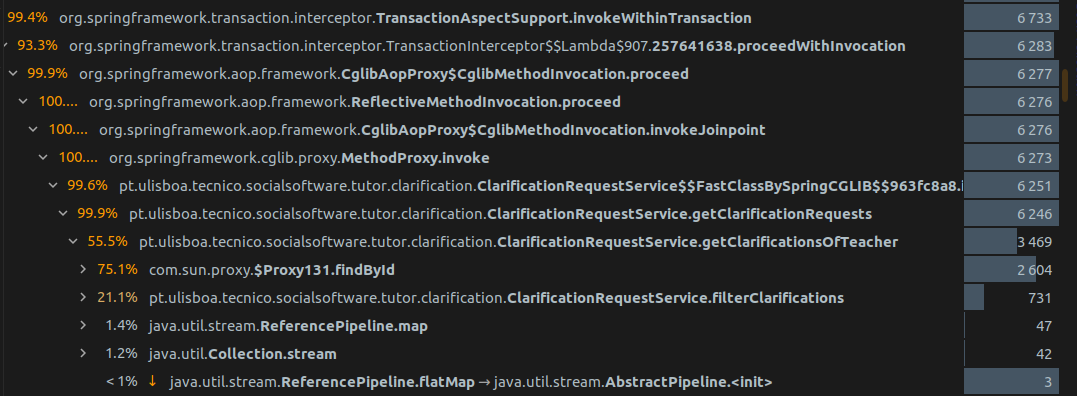 99.4% org.springframework.transaction.interceptor.TransactionAspectSupport.invokeWithinTransaction 6 733
93.3% org.springframework.transaction.interceptor.TransactionInterceptor$$Lambda$907.257641638.proceedWithInvocation 6 283
99.9% org.springframework.aop.framework.CglibAopProxy$CglibMethodInvocation.proceed 6 277
100.... org.springframework.aop.framework.ReflectiveMethodInvocation.proceed 6 276
100.... org.springframework.aop.framework.CglibAopProxy$CglibMethodInvocation.invokeJoinpoint 6 276
100.... org.springframework.cglib.proxy.MethodProxy.invoke 6 273
99.6% pt.ulisboa.tecnico.socialsoftware.tutor.clarification.ClarificationRequestService$$FastClassBySpringCGLIB$$963fc8a8.i 6 251
99.9% pt.ulisboa.tecnico.socialsoftware.tutor.clarification.ClarificationRequestService.getClarificationRequests 6 246
55.5% pt.ulisboa.tecnico.socialsoftware.tutor.clarification.ClarificationRequestService.getClarificationsOfTeacher 3 469
75.1% com.sun.proxy.$Proxy131.findById 2 604
21.1% pt.ulisboa.tecnico.socialsoftware.tutor.clarification.ClarificationRequestService.filterClarifications 731
1.4% java.util.stream.ReferencePipeline.map 47
1.2% java.util.Collection.stream 42
< 1% ↓ java.util.stream.ReferencePipeline.flatMap → java.util.stream.AbstractPipeline.<init> 3